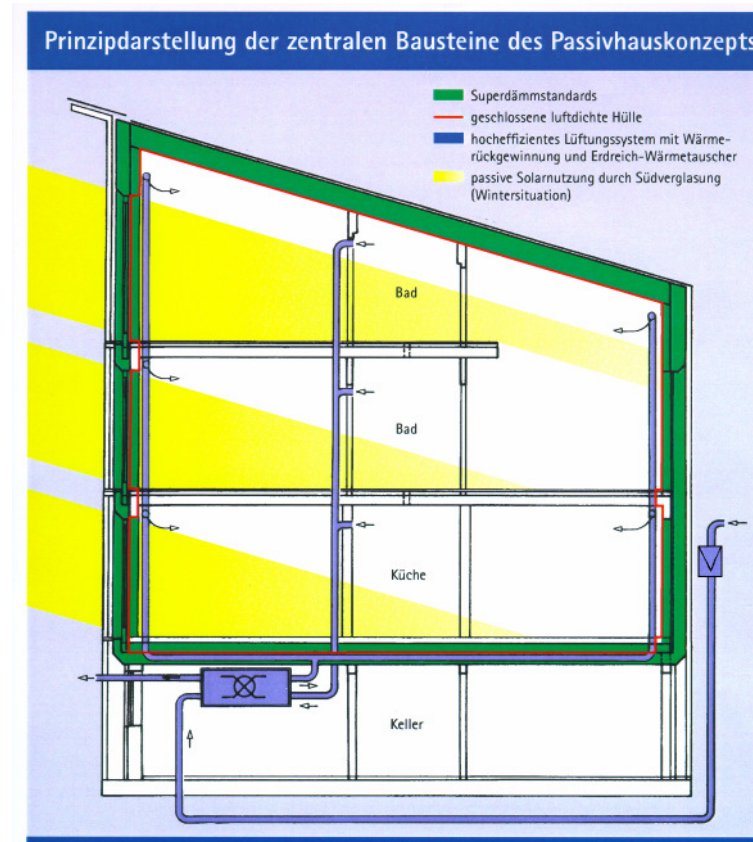 Prinzipdarstellung der zentralen Bausteine des Passivhauskonzepts
Superdämmstandards
geschlossene luftdichte Hülle
hocheffizientes Lüftungssystem mit Wärme-
rückgewinnung und Erdreich-Wärmetauscher
passive Solarnutzung durch Südverglasung
(Wintersituation)
Bad
Bad
Küche
Keller